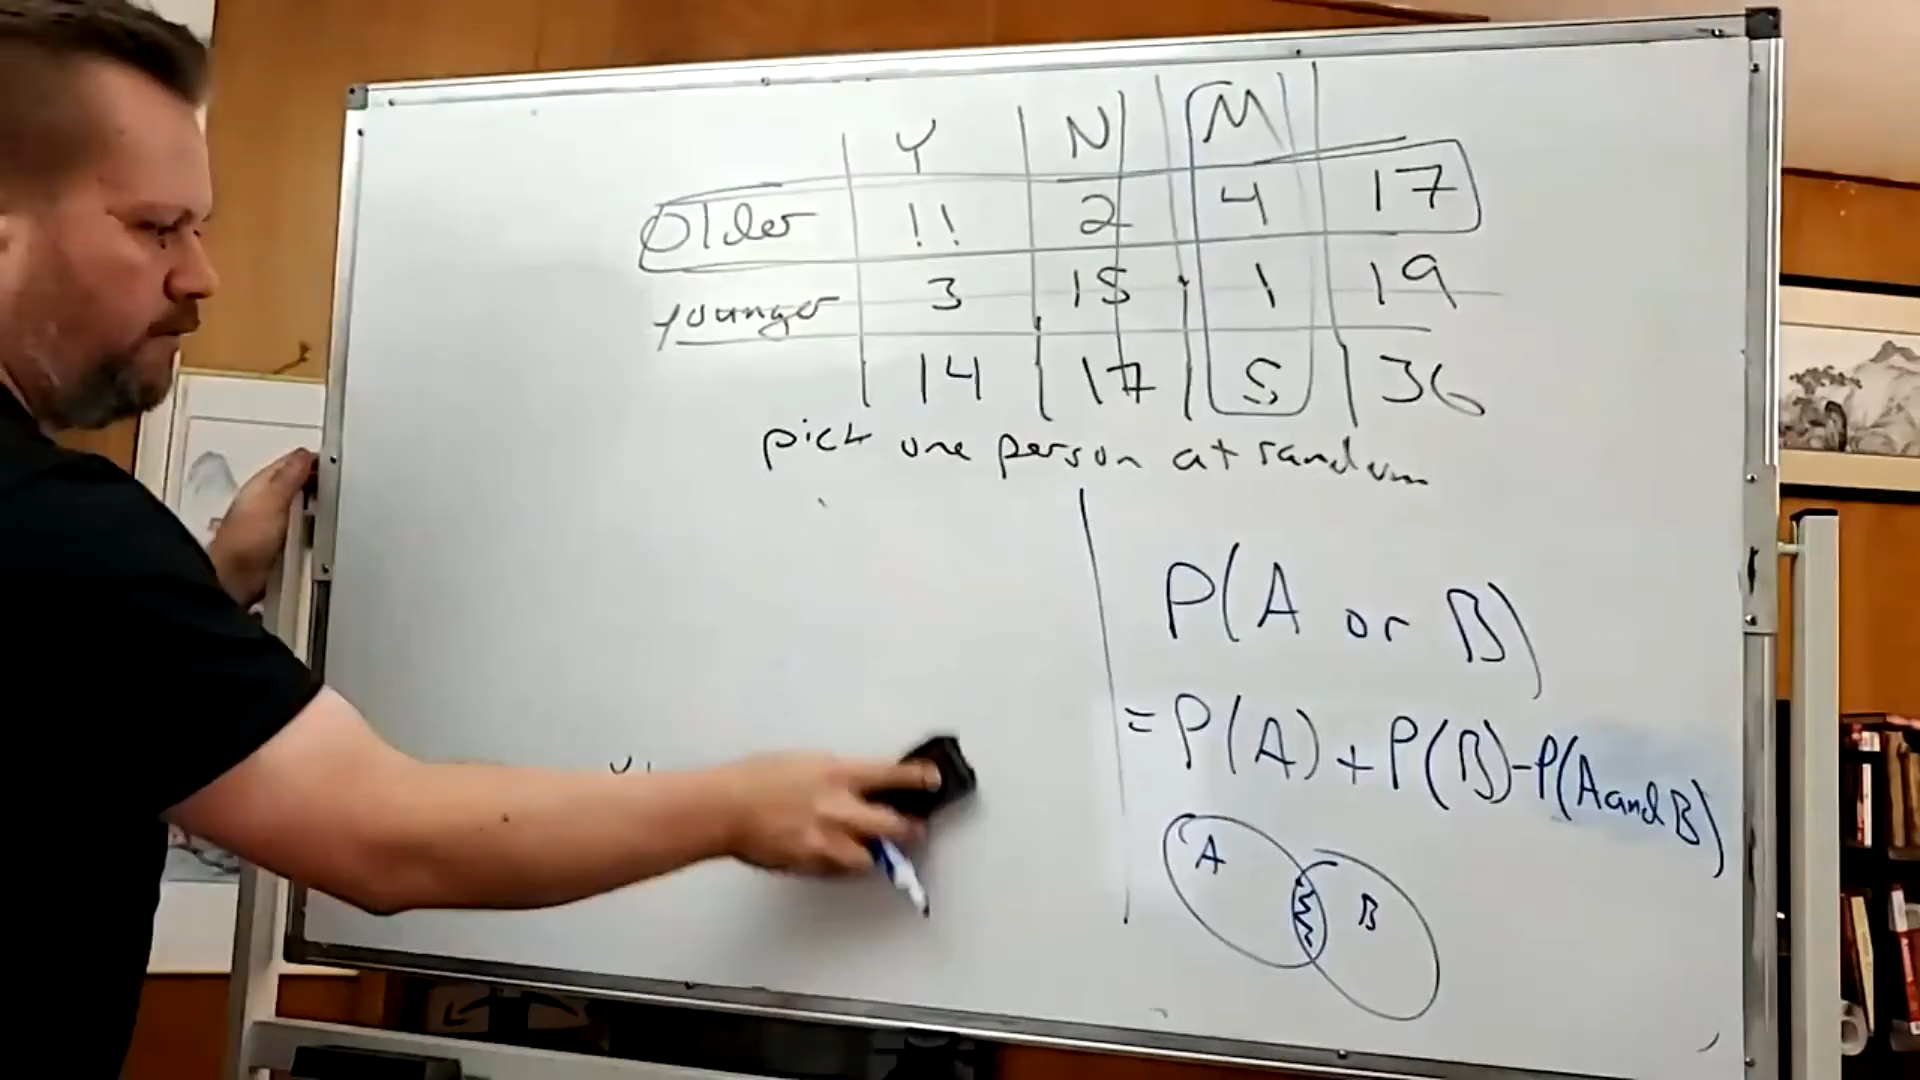 Y N M
Older 11 2 4 17
younger 3 15 1 19
14 17 5 36
pick one person at random
P(A or B)
= P(A) + P(B) - P(A and B)
A B